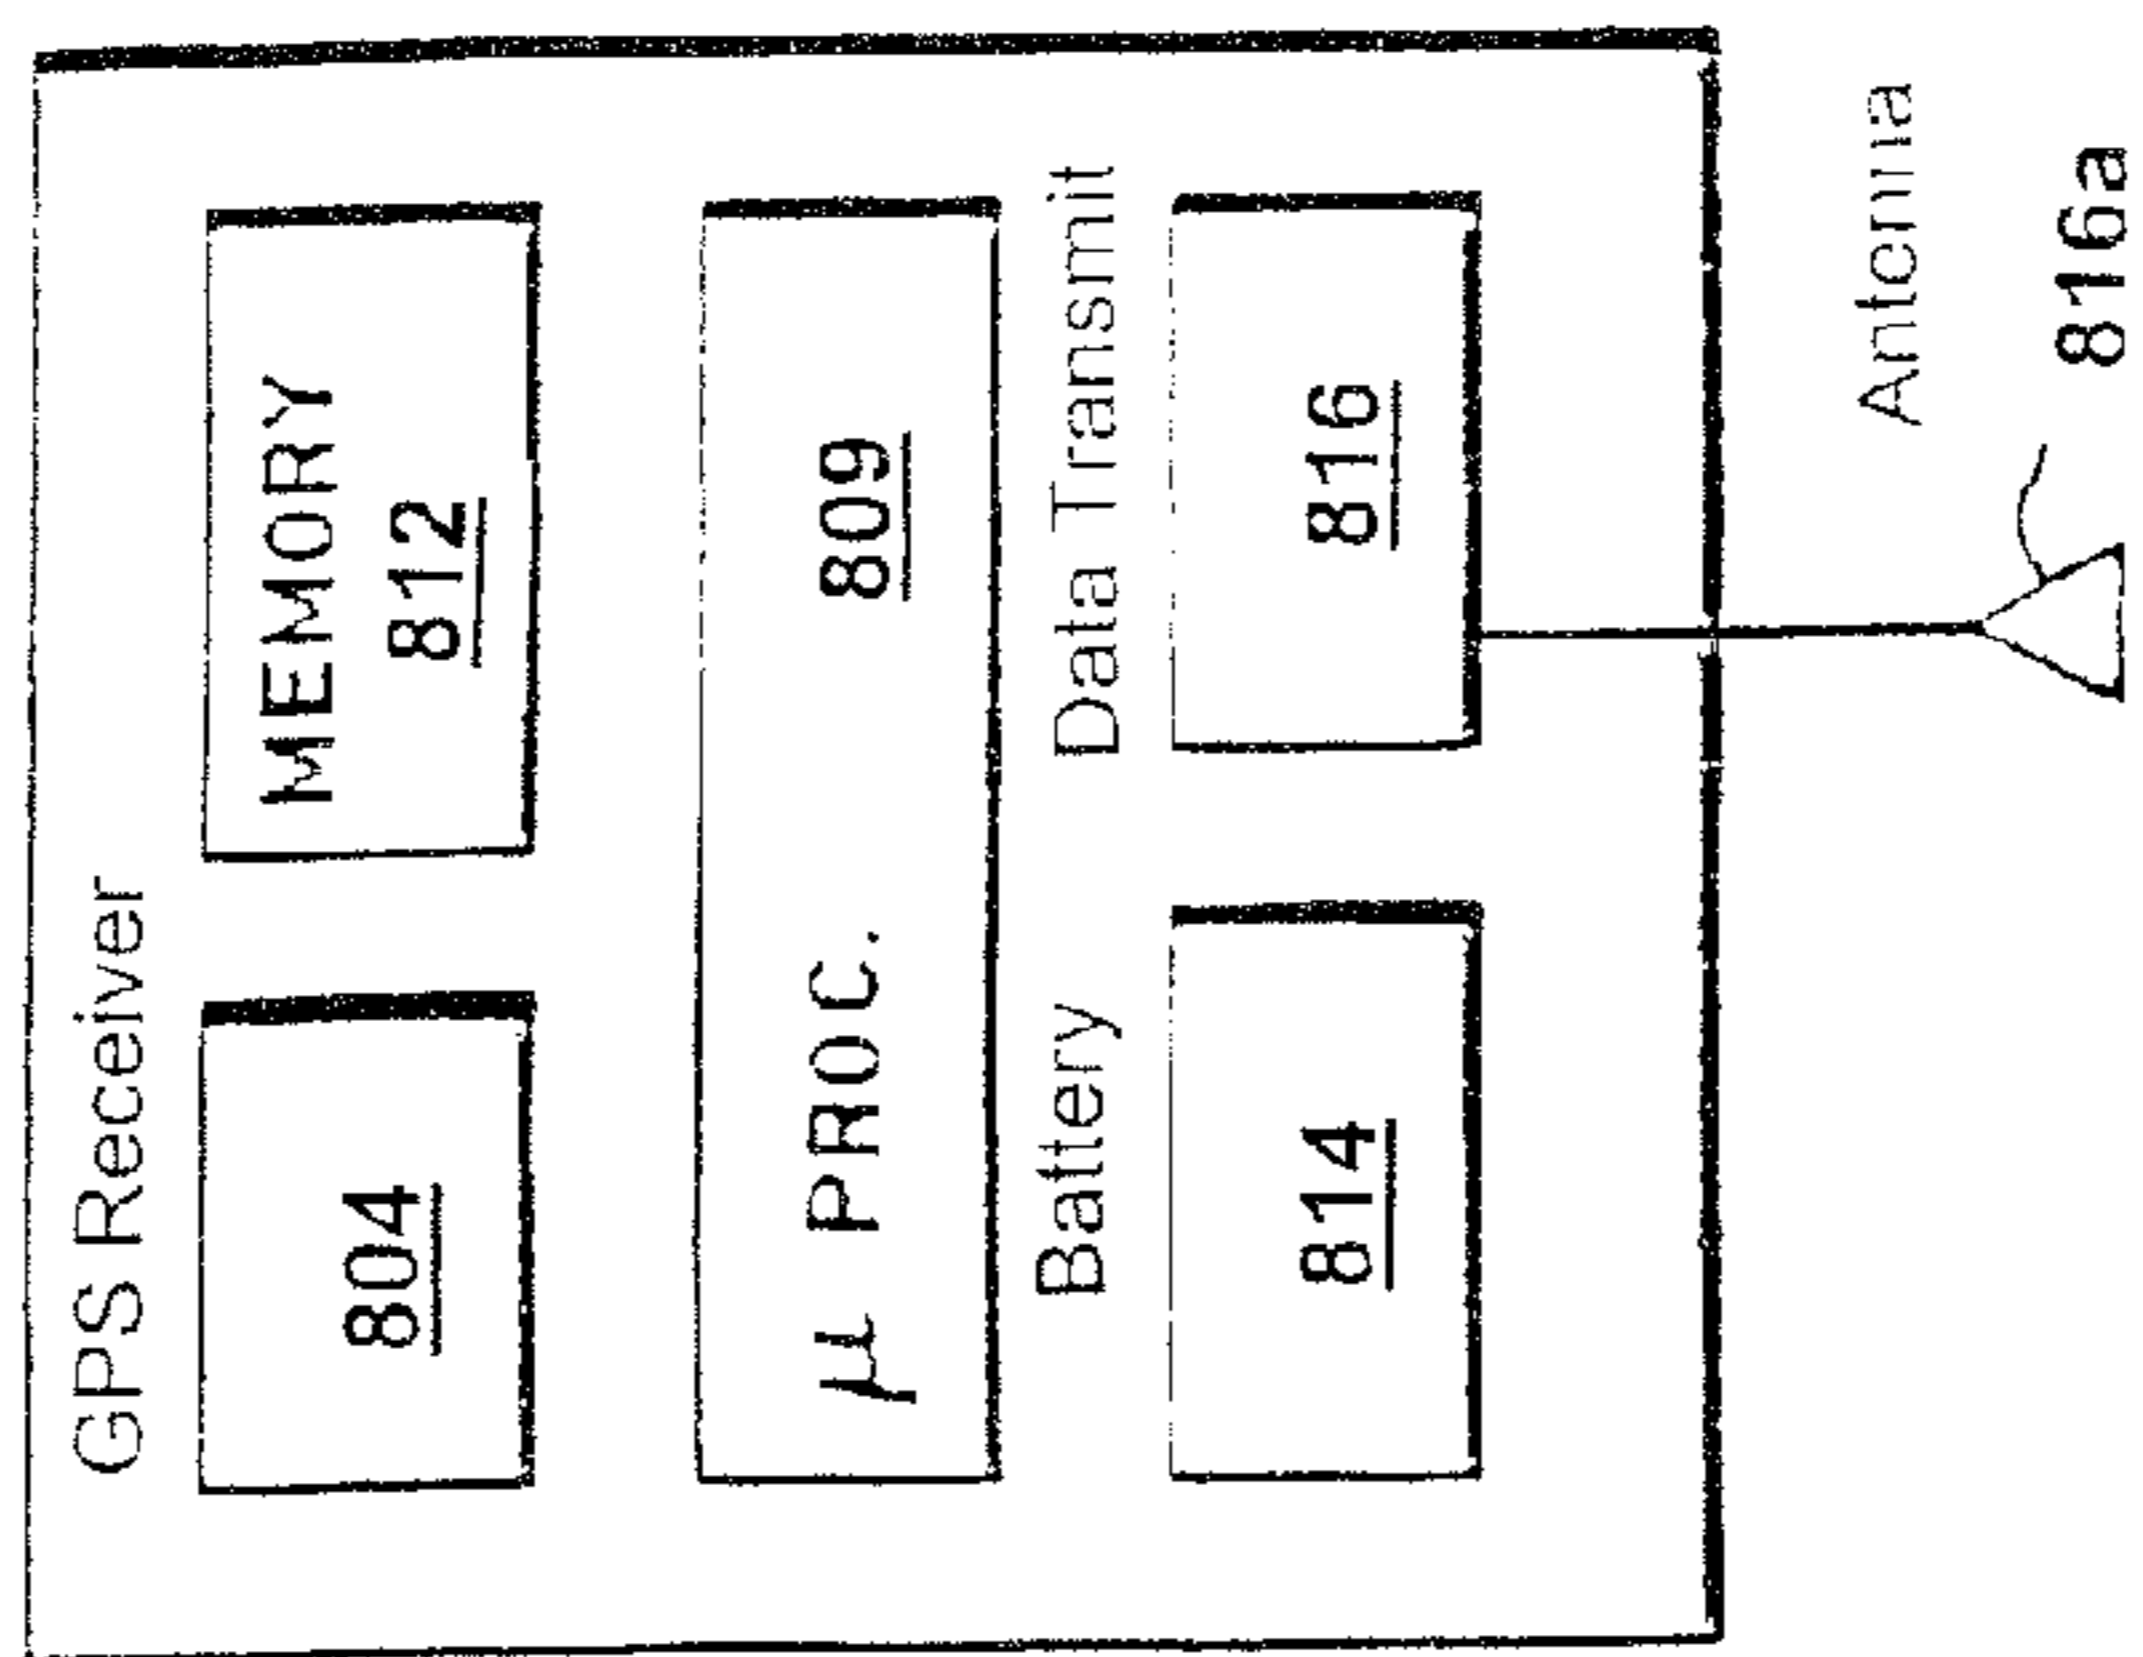 GPS Receiver
804
MEMORY
812
μ PROC. 809
Battery
814
Data Transmit
816
Antenna
816a